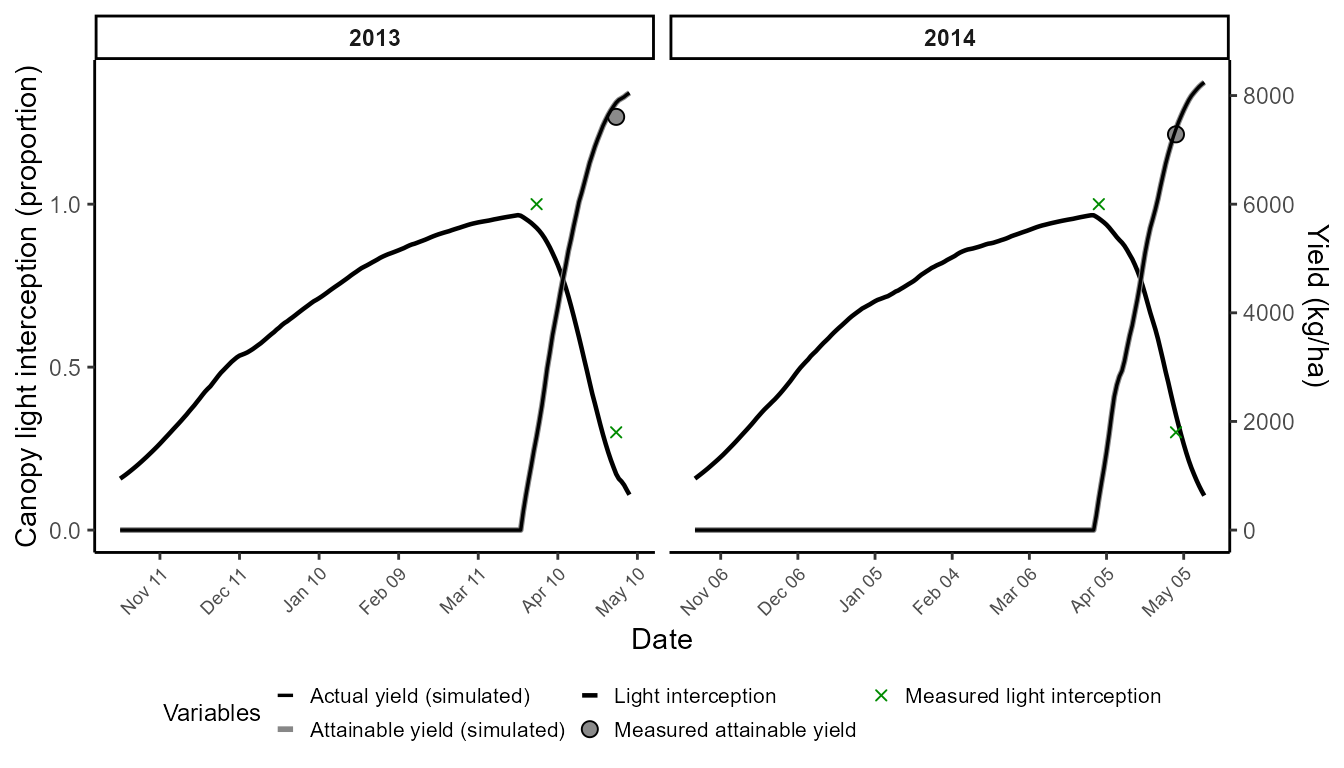 2013
2014
Canopy light interception (proportion)
1.0
0.5
0.0
8000
6000
4000
2000
0
Yield (kg/ha)
Nov 11
Dec 11
Jan 10
Feb 09
Mar 11
Apr 10
May 10
Nov 06
Dec 06
Jan 05
Feb 04
Mar 06
Apr 05
May 05
Date
Variables
Actual yield (simulated)
Light interception
Measured light interception
Attainable yield (simulated)
Measured attainable yield